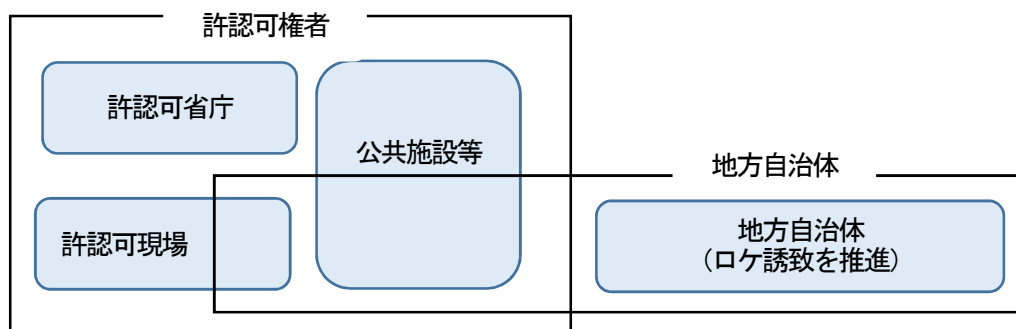 許認可権者
許認可省庁
公共施設等
地方自治体
許認可現場
地方自治体
（ロケ誘致を推進）